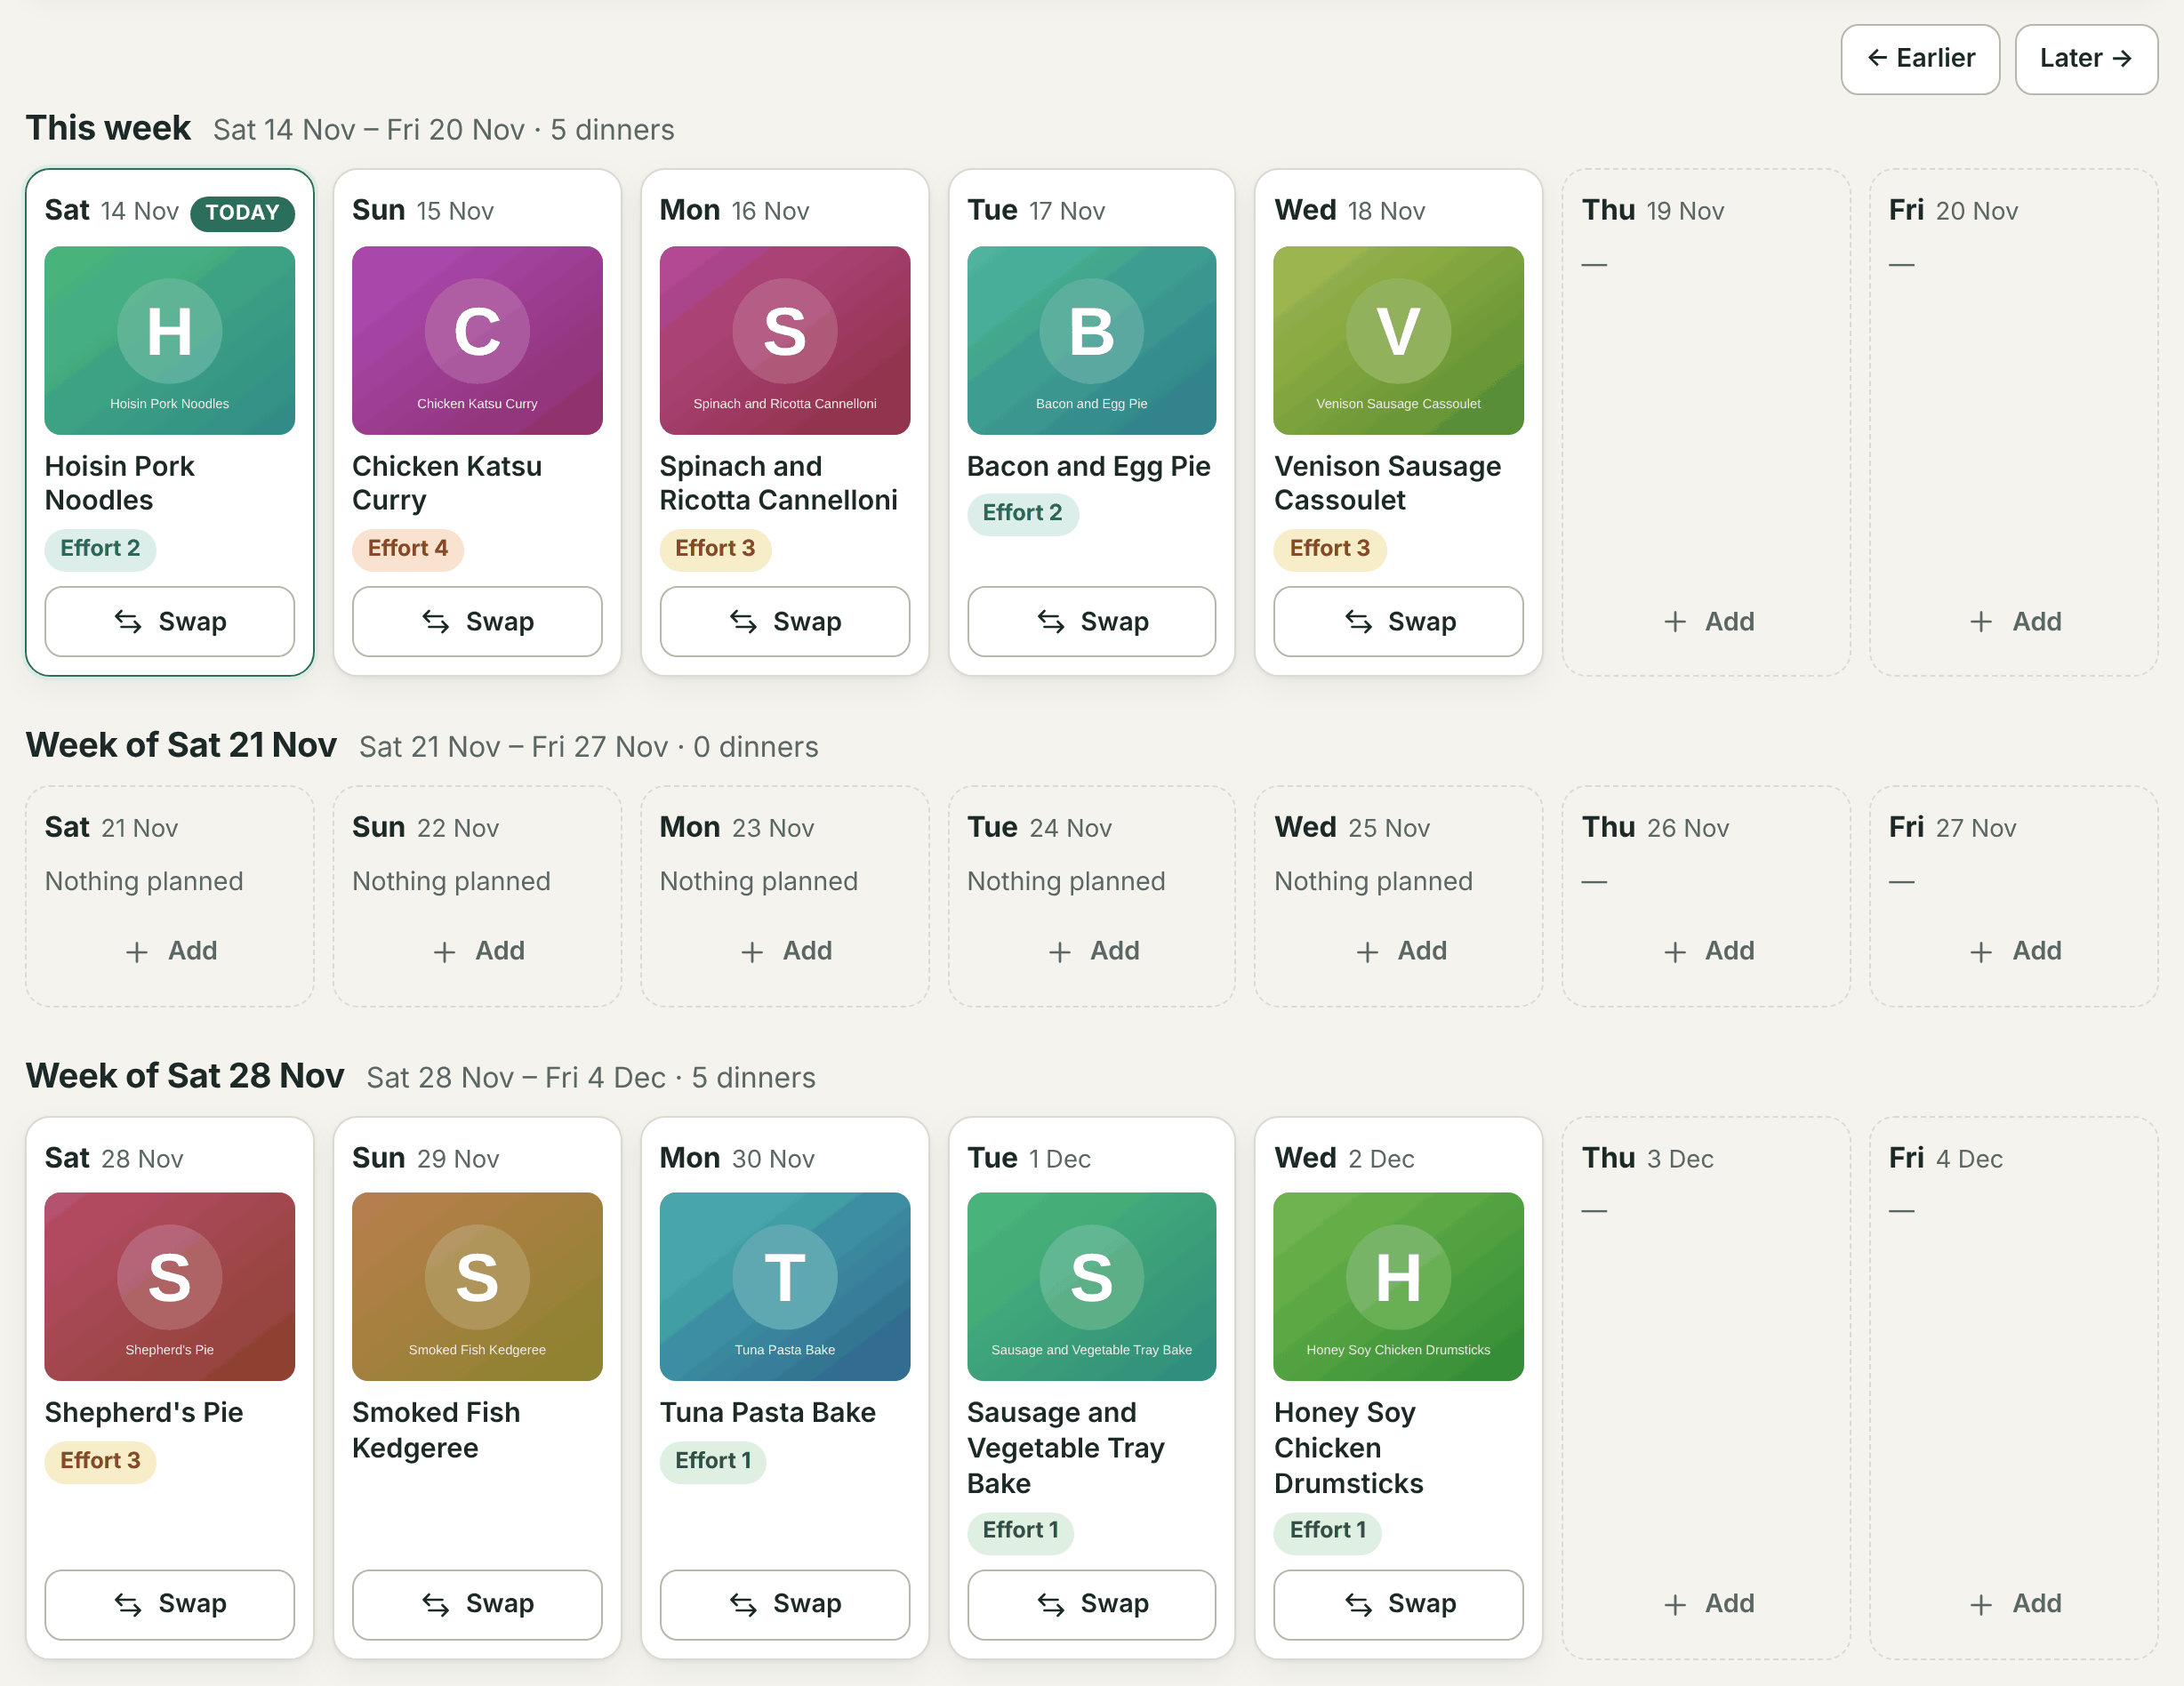 ← Earlier
Later →
This week Sat 14 Nov – Fri 20 Nov · 5 dinners
Sat 14 Nov TODAY
H
Hoisin Pork Noodles
Hoisin Pork
Noodles
Effort 2
Swap
Sun 15 Nov
C
Chicken Katsu Curry
Chicken Katsu
Curry
Effort 4
Swap
Mon 16 Nov
S
Spinach and Ricotta Cannelloni
Spinach and
Ricotta Cannelloni
Effort 3
Swap
Tue 17 Nov
B
Bacon and Egg Pie
Bacon and Egg Pie
Effort 2
Swap
Wed 18 Nov
V
Venison Sausage Cassoulet
Venison Sausage
Cassoulet
Effort 3
Swap
Thu 19 Nov
—
+ Add
Fri 20 Nov
—
+ Add
Week of Sat 21 Nov Sat 21 Nov – Fri 27 Nov · 0 dinners
Sat 21 Nov
Nothing planned
+ Add
Sun 22 Nov
Nothing planned
+ Add
Mon 23 Nov
Nothing planned
+ Add
Tue 24 Nov
Nothing planned
+ Add
Wed 25 Nov
Nothing planned
+ Add
Thu 26 Nov
—
+ Add
Fri 27 Nov
—
+ Add
Week of Sat 28 Nov Sat 28 Nov – Fri 4 Dec · 5 dinners
Sat 28 Nov
S
Shepherd's Pie
Shepherd's Pie
Effort 3
Swap
Sun 29 Nov
S
Smoked Fish Kedgeree
Smoked Fish
Kedgeree
Swap
Mon 30 Nov
T
Tuna Pasta Bake
Tuna Pasta Bake
Effort 1
Swap
Tue 1 Dec
S
Sausage and Vegetable Tray Bake
Sausage and
Vegetable Tray
Bake
Effort 1
Swap
Wed 2 Dec
H
Honey Soy Chicken Drumsticks
Honey Soy
Chicken
Drumsticks
Effort 1
Swap
Thu 3 Dec
—
+ Add
Fri 4 Dec
—
+ Add